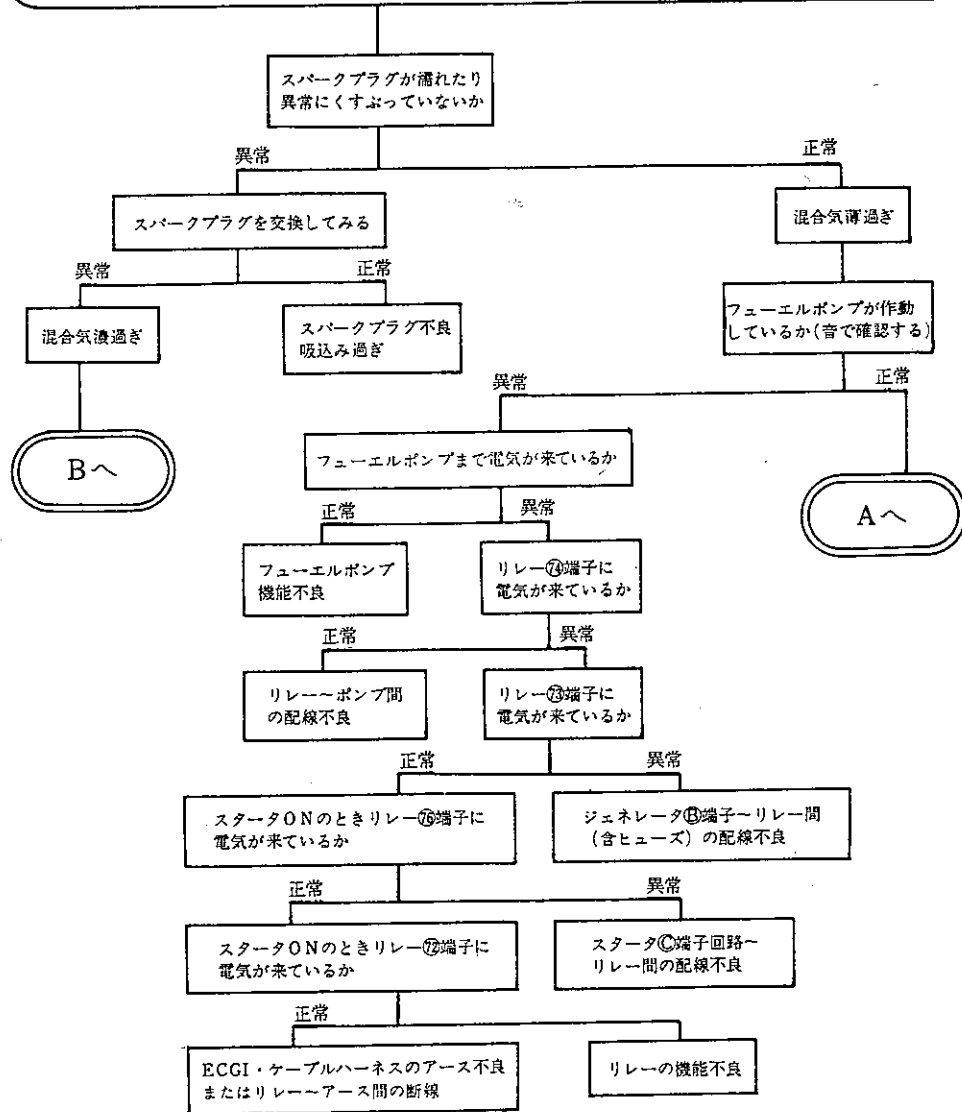 スパークプラグが濡れたり
異常にくすぶっていないか
異常
正常
スパークプラグを交換してみる
混合気薄過ぎ
異常
正常
混合気濃過ぎ
スパークプラグ不良
吸込み過ぎ
フューエルポンプが作動
しているか(音で確認する)
異常
正常
Bへ
フューエルポンプまで電気が来ているか
Aへ
正常
異常
フューエルポンプ
機能不良
リレー㊼端子に
電気が来ているか
正常
異常
リレー〜ポンプ間
の配線不良
リレー73端子に
電気が来ているか
正常
異常
スタータONのときリレー76端子に
電気が来ているか
ジェネレータⒷ端子〜リレー間
(含ヒューズ)の配線不良
正常
異常
スタータONのときリレー72端子に
電気が来ているか
スタータⒸ端子回路〜
リレー間の配線不良
正常
ECGI・ケーブルハーネスのアース不良
またはリレー〜アース間の断線
リレーの機能不良